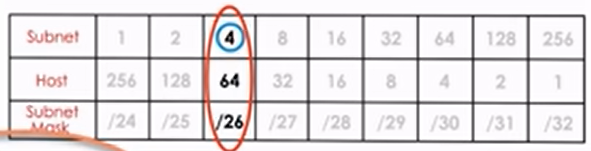 Subnet 1 2 4 8 16 32 64 128 256
Host 256 128 64 32 16 8 4 2 1
Subnet Mask /24 /25 /26 /27 /28 /29 /30 /31 /32